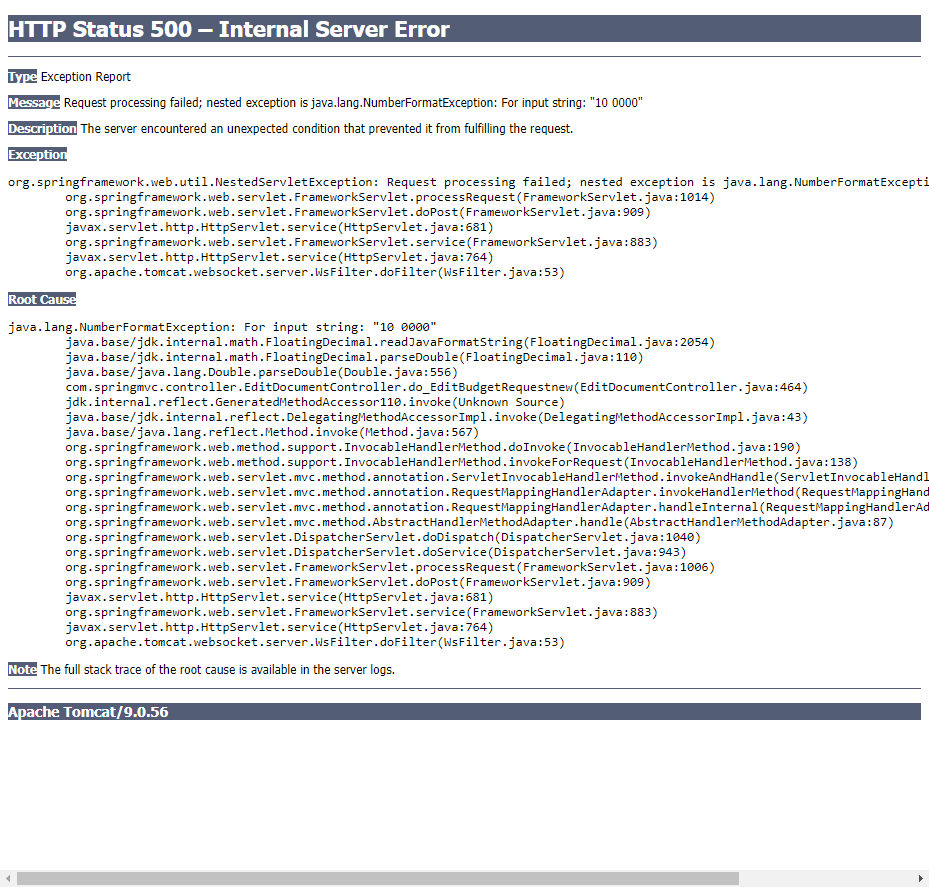 HTTP Status 500 – Internal Server Error
Type Exception Report
Message Request processing failed; nested exception is java.lang.NumberFormatException: For input string: "10 0000"
Description The server encountered an unexpected condition that prevented it from fulfilling the request.
Exception
org.springframework.web.util.NestedServletException: Request processing failed; nested exception is java.lang.NumberFormatExcepti
org.springframework.web.servlet.FrameworkServlet.processRequest(FrameworkServlet.java:1014)
org.springframework.web.servlet.FrameworkServlet.doPost(FrameworkServlet.java:909)
javax.servlet.http.HttpServlet.service(HttpServlet.java:681)
org.springframework.web.servlet.FrameworkServlet.service(FrameworkServlet.java:883)
javax.servlet.http.HttpServlet.service(HttpServlet.java:764)
org.apache.tomcat.websocket.server.WsFilter.doFilter(WsFilter.java:53)
Root Cause
java.lang.NumberFormatException: For input string: "10 0000"
java.base/jdk.internal.math.FloatingDecimal.readJavaFormatString(FloatingDecimal.java:2054)
java.base/jdk.internal.math.FloatingDecimal.parseDouble(FloatingDecimal.java:110)
java.base/java.lang.Double.parseDouble(Double.java:556)
com.springmvc.controller.EditDocumentController.do_EditBudgetRequestnew(EditDocumentController.java:464)
jdk.internal.reflect.GeneratedMethodAccessor110.invoke(Unknown Source)
java.base/jdk.internal.reflect.DelegatingMethodAccessorImpl.invoke(DelegatingMethodAccessorImpl.java:43)
java.base/java.lang.reflect.Method.invoke(Method.java:567)
org.springframework.web.method.support.InvocableHandlerMethod.doInvoke(InvocableHandlerMethod.java:190)
org.springframework.web.method.support.InvocableHandlerMethod.invokeForRequest(InvocableHandlerMethod.java:138)
org.springframework.web.servlet.mvc.method.annotation.ServletInvocableHandlerMethod.invokeAndHandle(ServletInvocableHandl
org.springframework.web.servlet.mvc.method.annotation.RequestMappingHandlerAdapter.invokeHandlerMethod(RequestMappingHand
org.springframework.web.servlet.mvc.method.annotation.RequestMappingHandlerAdapter.handleInternal(RequestMappingHandlerAd
org.springframework.web.servlet.mvc.method.AbstractHandlerMethodAdapter.handle(AbstractHandlerMethodAdapter.java:87)
org.springframework.web.servlet.DispatcherServlet.doDispatch(DispatcherServlet.java:1040)
org.springframework.web.servlet.DispatcherServlet.doService(DispatcherServlet.java:943)
org.springframework.web.servlet.FrameworkServlet.processRequest(FrameworkServlet.java:1006)
org.springframework.web.servlet.FrameworkServlet.doPost(FrameworkServlet.java:909)
javax.servlet.http.HttpServlet.service(HttpServlet.java:681)
org.springframework.web.servlet.FrameworkServlet.service(FrameworkServlet.java:883)
javax.servlet.http.HttpServlet.service(HttpServlet.java:764)
org.apache.tomcat.websocket.server.WsFilter.doFilter(WsFilter.java:53)
Note The full stack trace of the root cause is available in the server logs.
Apache Tomcat/9.0.56